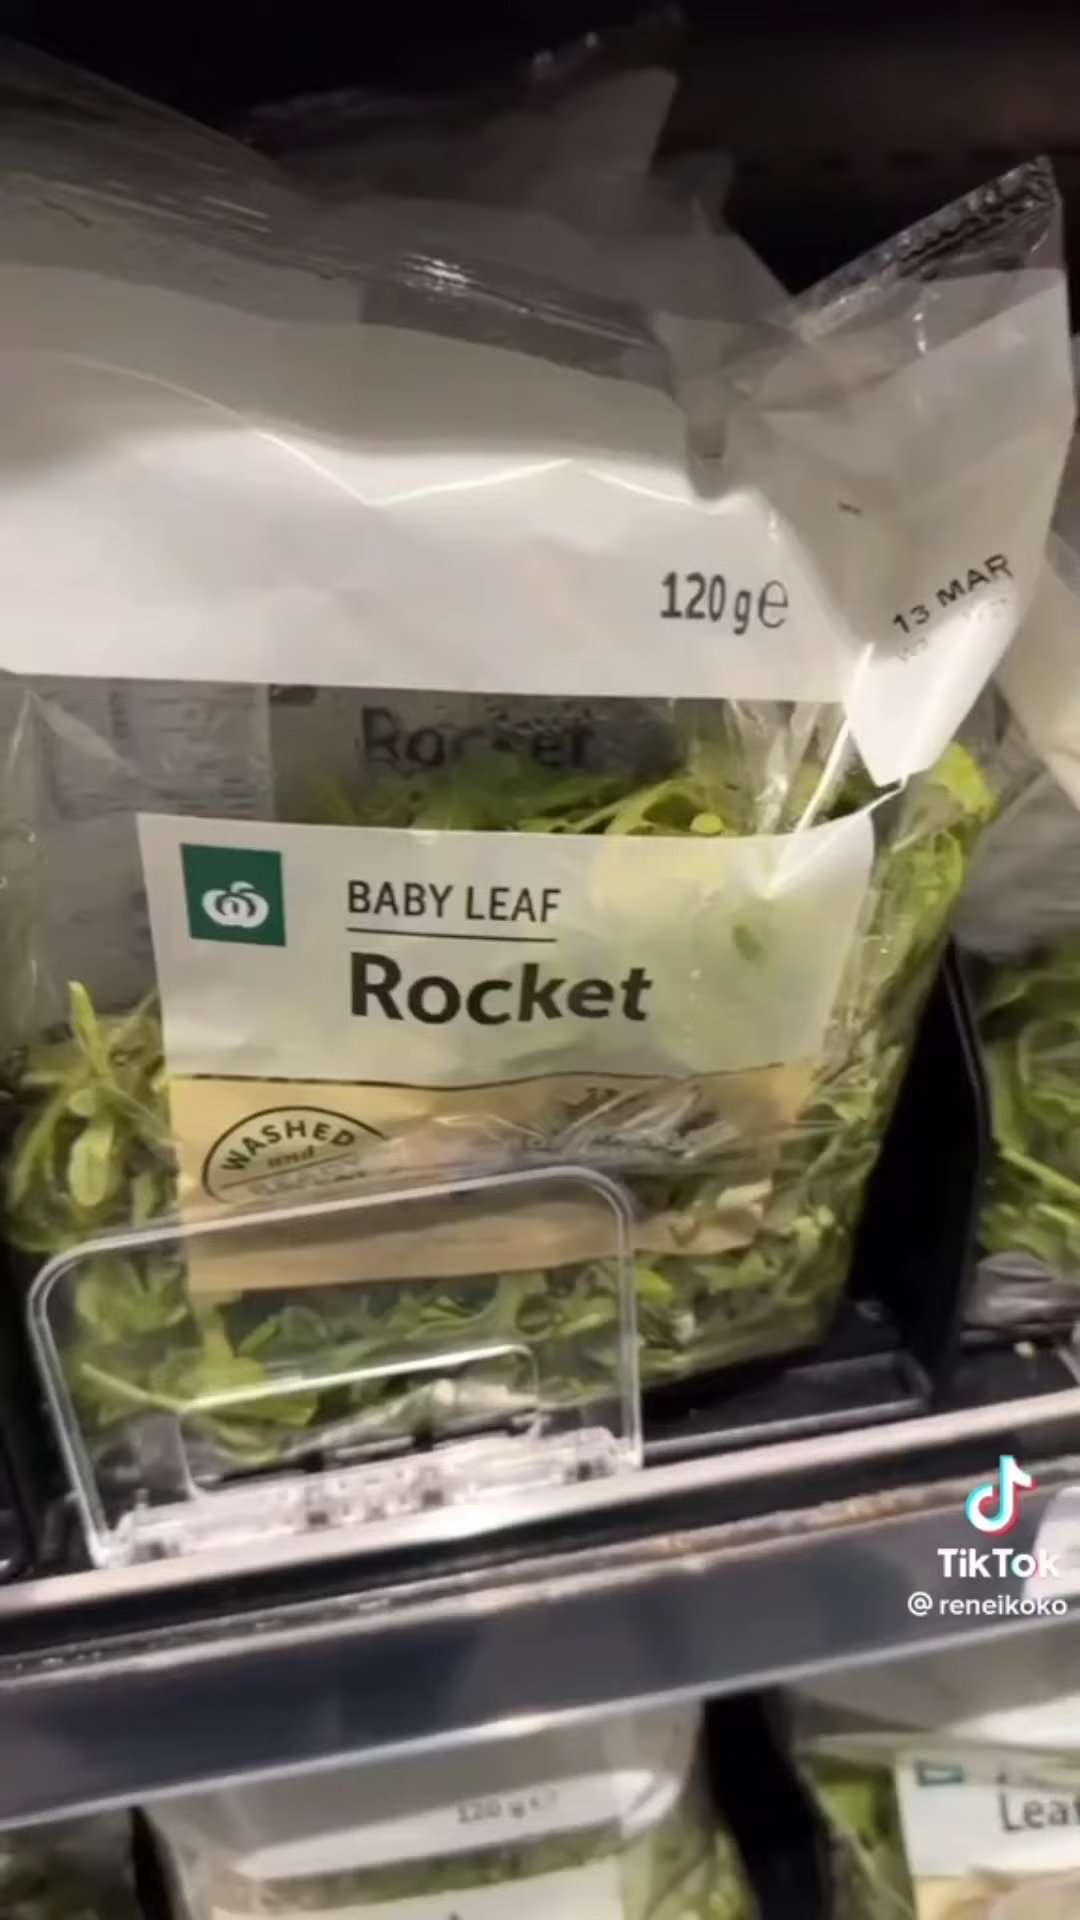 120 g e
13 MAR
Rocket
BABY LEAF
Rocket
WASHED
and
TikTok
@reneikoko
120 g e
Leaf